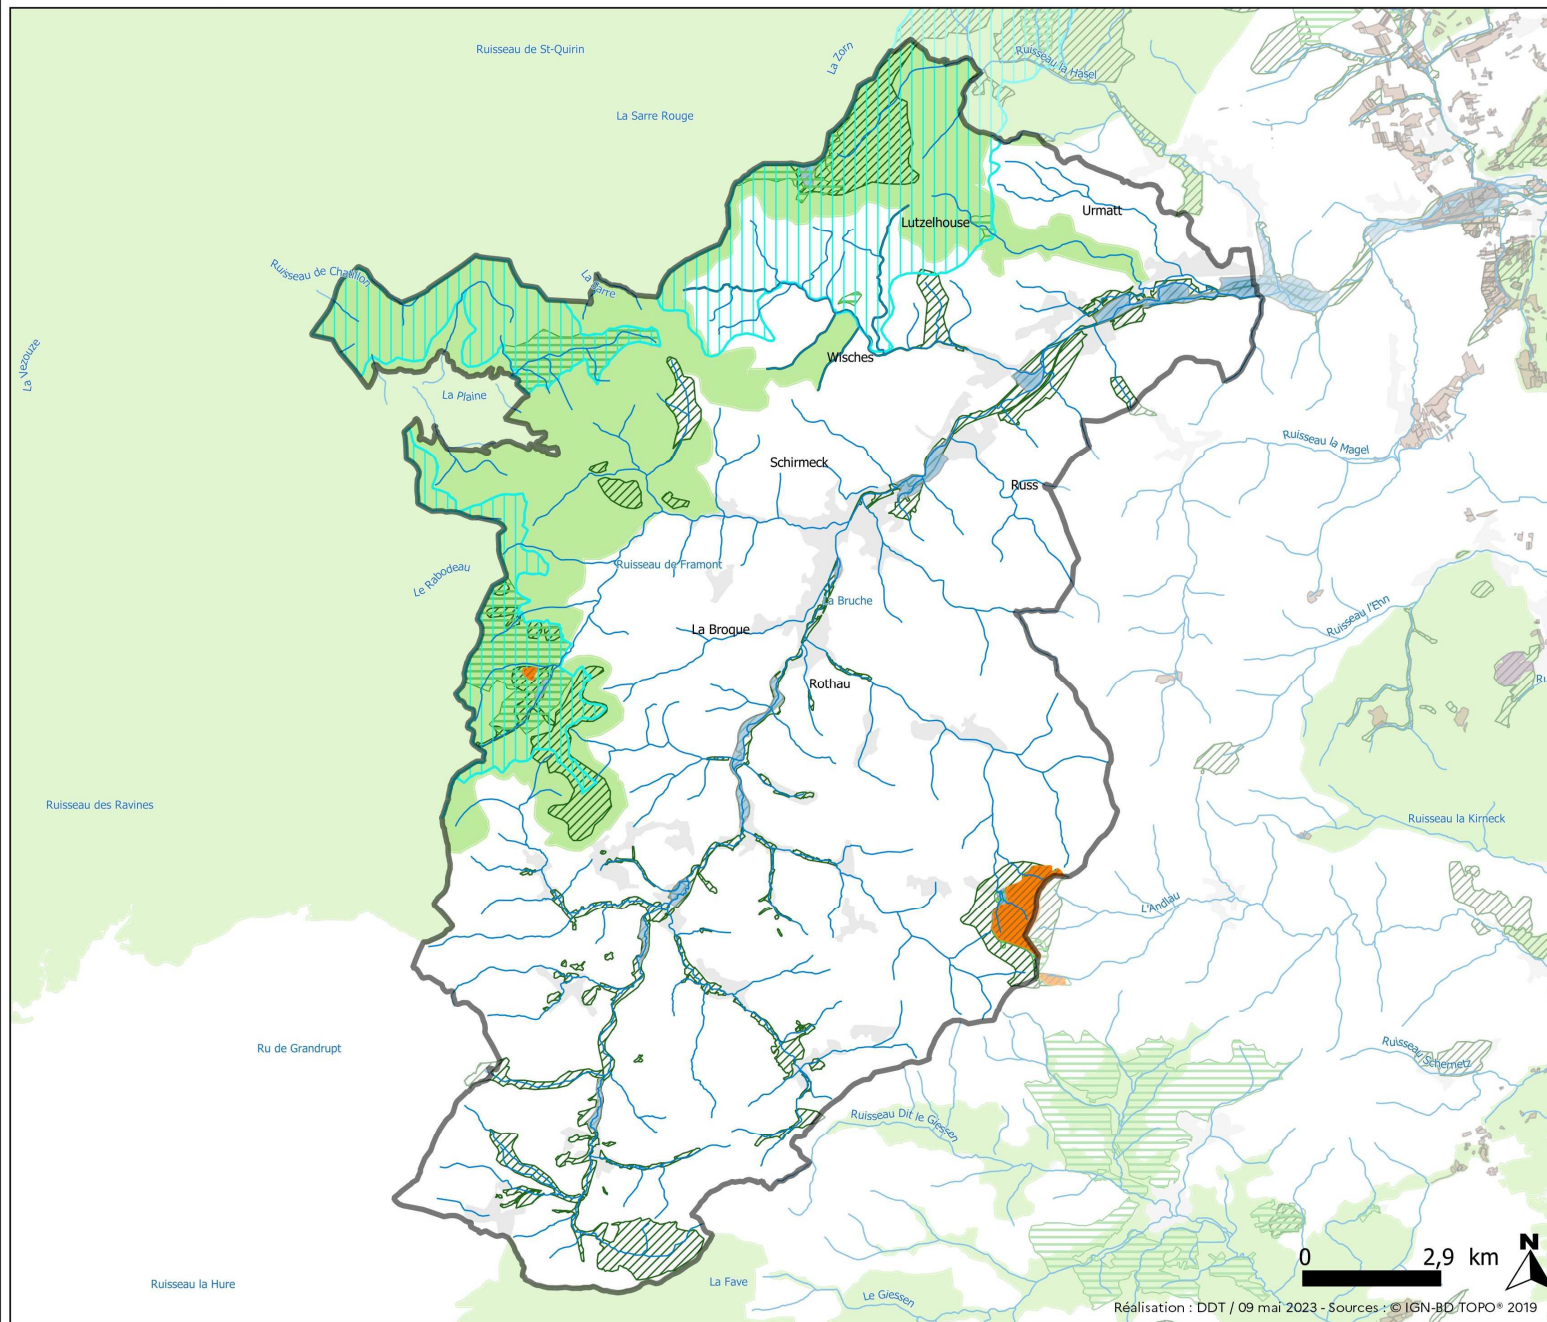 Ruisseau de St-Quirin
La Zorn
Ruisseau la Hasel
La Sarre Rouge
Urmatt
Lutzelhouse
Ruisseau de Chatillon
La Sarre
La Vezouze
Wisches
La Plaine
Ruisseau la Magel
Schirmeck
Russ
Ruisseau de Framont
Le Rabodeau
La Bruche
Ruisseau l'Ehn
La Broque
Rothau
Ru
Ruisseau des Ravines
Ruisseau la Kirneck
L'Andlau
Ru de Grandrupt
Ruisseau Schernetz
Ruisseau Dit le Giessen
Ruisseau la Hure
La Fave
Le Giessen
0 2,9 km
N
Réalisation : DDT / 09 mai 2023 - Sources : © IGN-BD TOPO® 2019